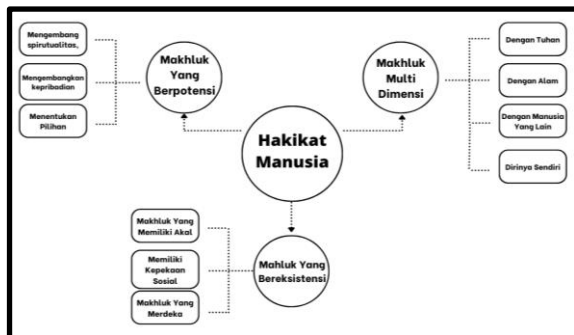 Mengembang
spirutualitas,
Mengembangkan
kepribadian
Menentukan
Pilihan
Makhluk
Yang
Berpotensi
Makhluk
Multi
Dimensi
Dengan Tuhan
Dengan Alam
Dengan Manusia
Yang Lain
Dirinya Sendiri
Hakikat
Manusia
Makhluk Yang
Memiliki Akal
Memiliki
Kepekaan
Sosial
Makhluk Yang
Merdeka
Mahluk Yang
Bereksistensi